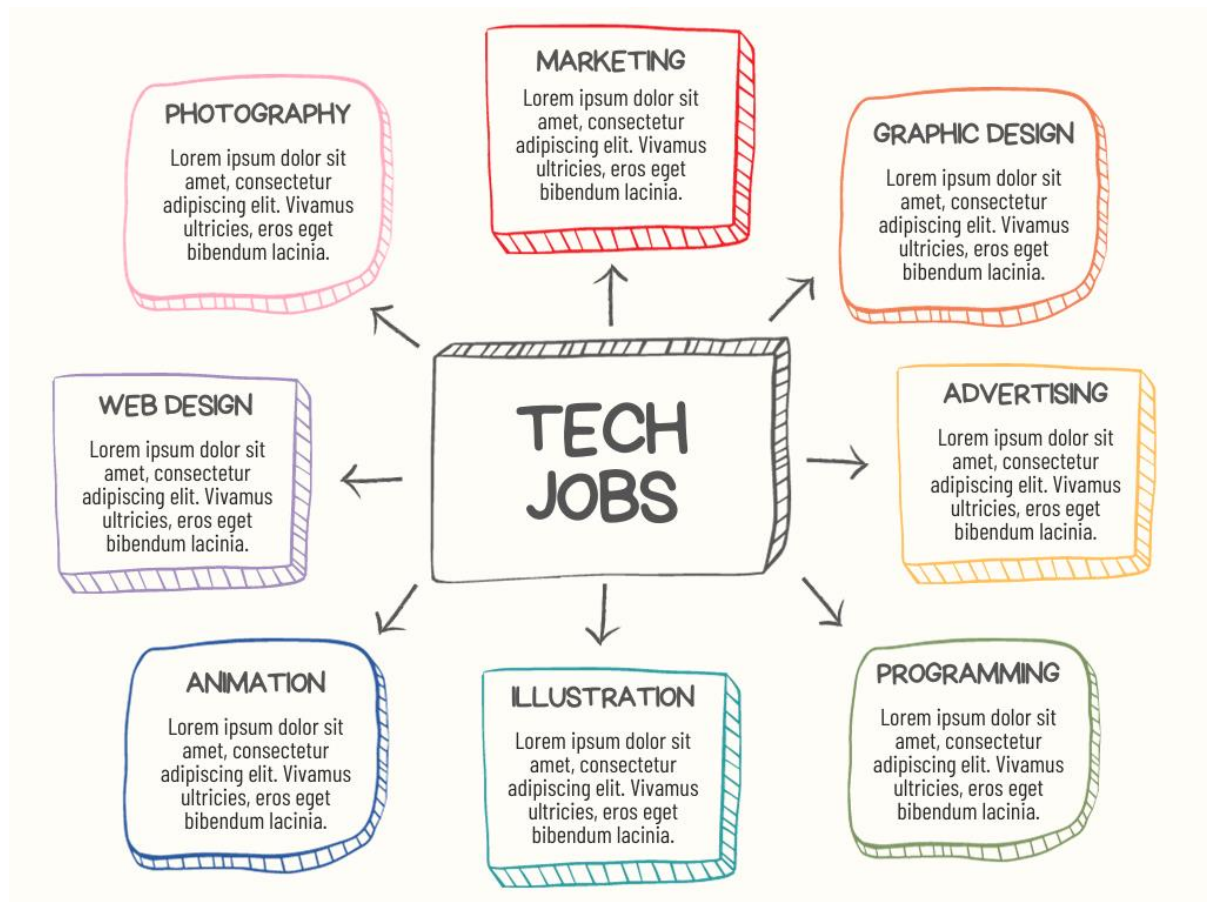 MARKETING
Lorem ipsum dolor sit
amet, consectetur
adipiscing elit. Vivamus
ultricies, eros eget
bibendum lacinia.
PHOTOGRAPHY
Lorem ipsum dolor sit
amet, consectetur
adipiscing elit. Vivamus
ultricies, eros eget
bibendum lacinia.
GRAPHIC DESIGN
Lorem ipsum dolor sit
amet, consectetur
adipiscing elit. Vivamus
ultricies, eros eget
bibendum lacinia.
WEB DESIGN
Lorem ipsum dolor sit
amet, consectetur
adipiscing elit. Vivamus
ultricies, eros eget
bibendum lacinia.
TECH
JOBS
ADVERTISING
Lorem ipsum dolor sit
amet, consectetur
adipiscing elit. Vivamus
ultricies, eros eget
bibendum lacinia.
ANIMATION
Lorem ipsum dolor sit
amet, consectetur
adipiscing elit. Vivamus
ultricies, eros eget
bibendum lacinia.
ILLUSTRATION
Lorem ipsum dolor sit
amet, consectetur
adipiscing elit. Vivamus
ultricies, eros eget
bibendum lacinia.
PROGRAMMING
Lorem ipsum dolor sit
amet, consectetur
adipiscing elit. Vivamus
ultricies, eros eget
bibendum lacinia.